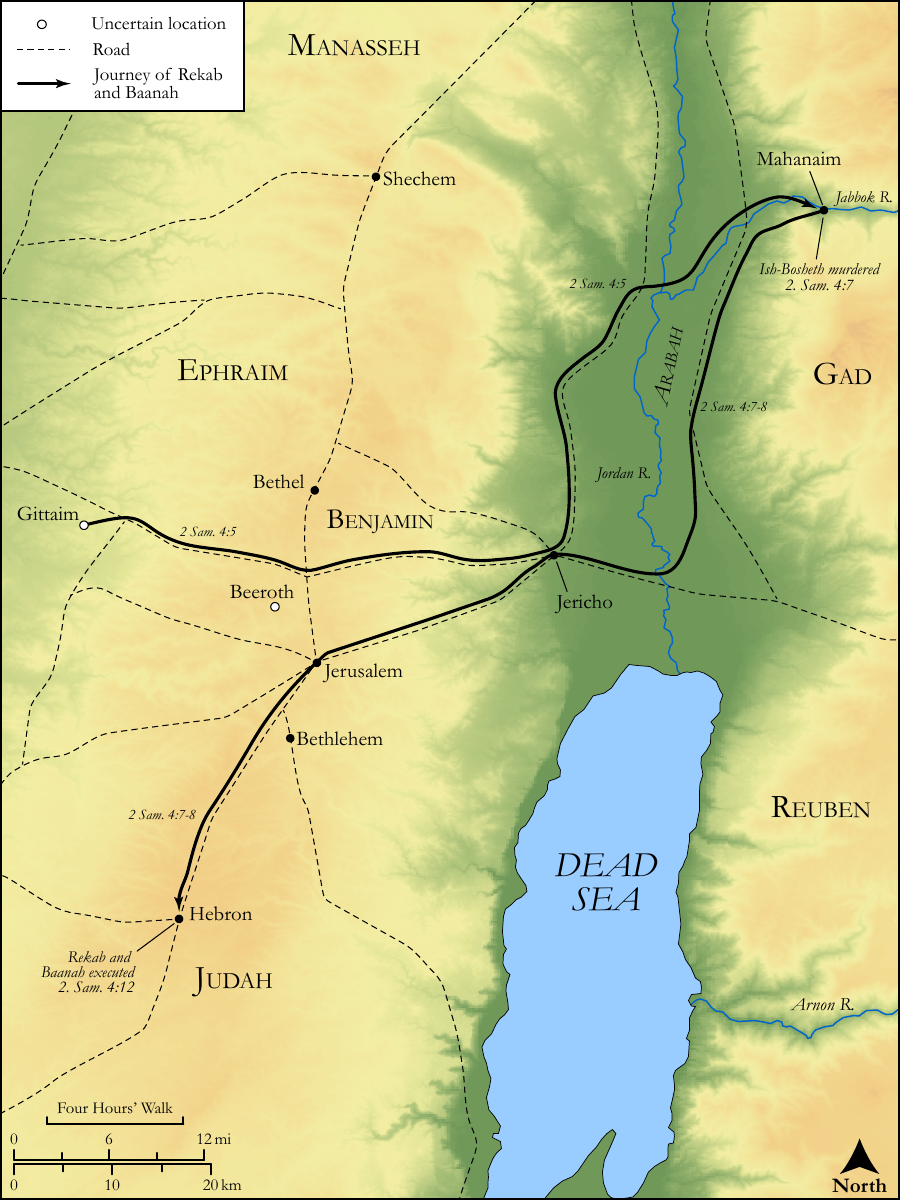 Uncertain location
Road
Journey of Rekab
and Baanah
MANASSEH
Shechem
Mahanaim
Jabbok R.
Ish-Bosheth murdered
2. Sam. 4:7
2 Sam. 4:5
ARABAH
EPHRAIM
GAD
2 Sam. 4:7-8
Jordan R.
Bethel
Gittaim
BENJAMIN
2 Sam. 4:5
Beeroth
Jericho
Jerusalem
Bethlehem
2 Sam. 4:7-8
REUBEN
DEAD
SEA
Hebron
Rekab and
Baanah executed
2. Sam. 4:12
JUDAH
Arnon R.
Four Hours' Walk
0 6 12 mi
0 10 20 km
North